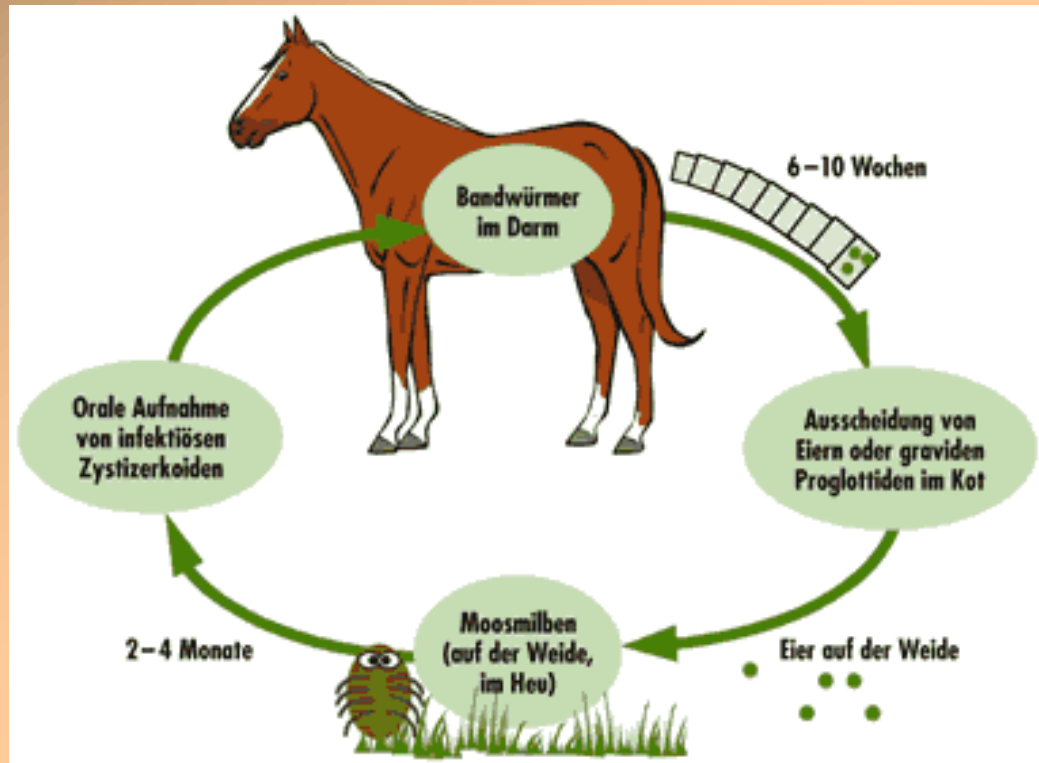 Bandwürmer
im Darm
6–10 Wochen
Ausscheidung von
Eiern oder graviden
Proglottiden im Kot
Eier auf der Weide
Moosmilben
(auf der Weide,
im Heu)
2–4 Monate
Orale Aufnahme
von infektiösen
Zystizerkoiden